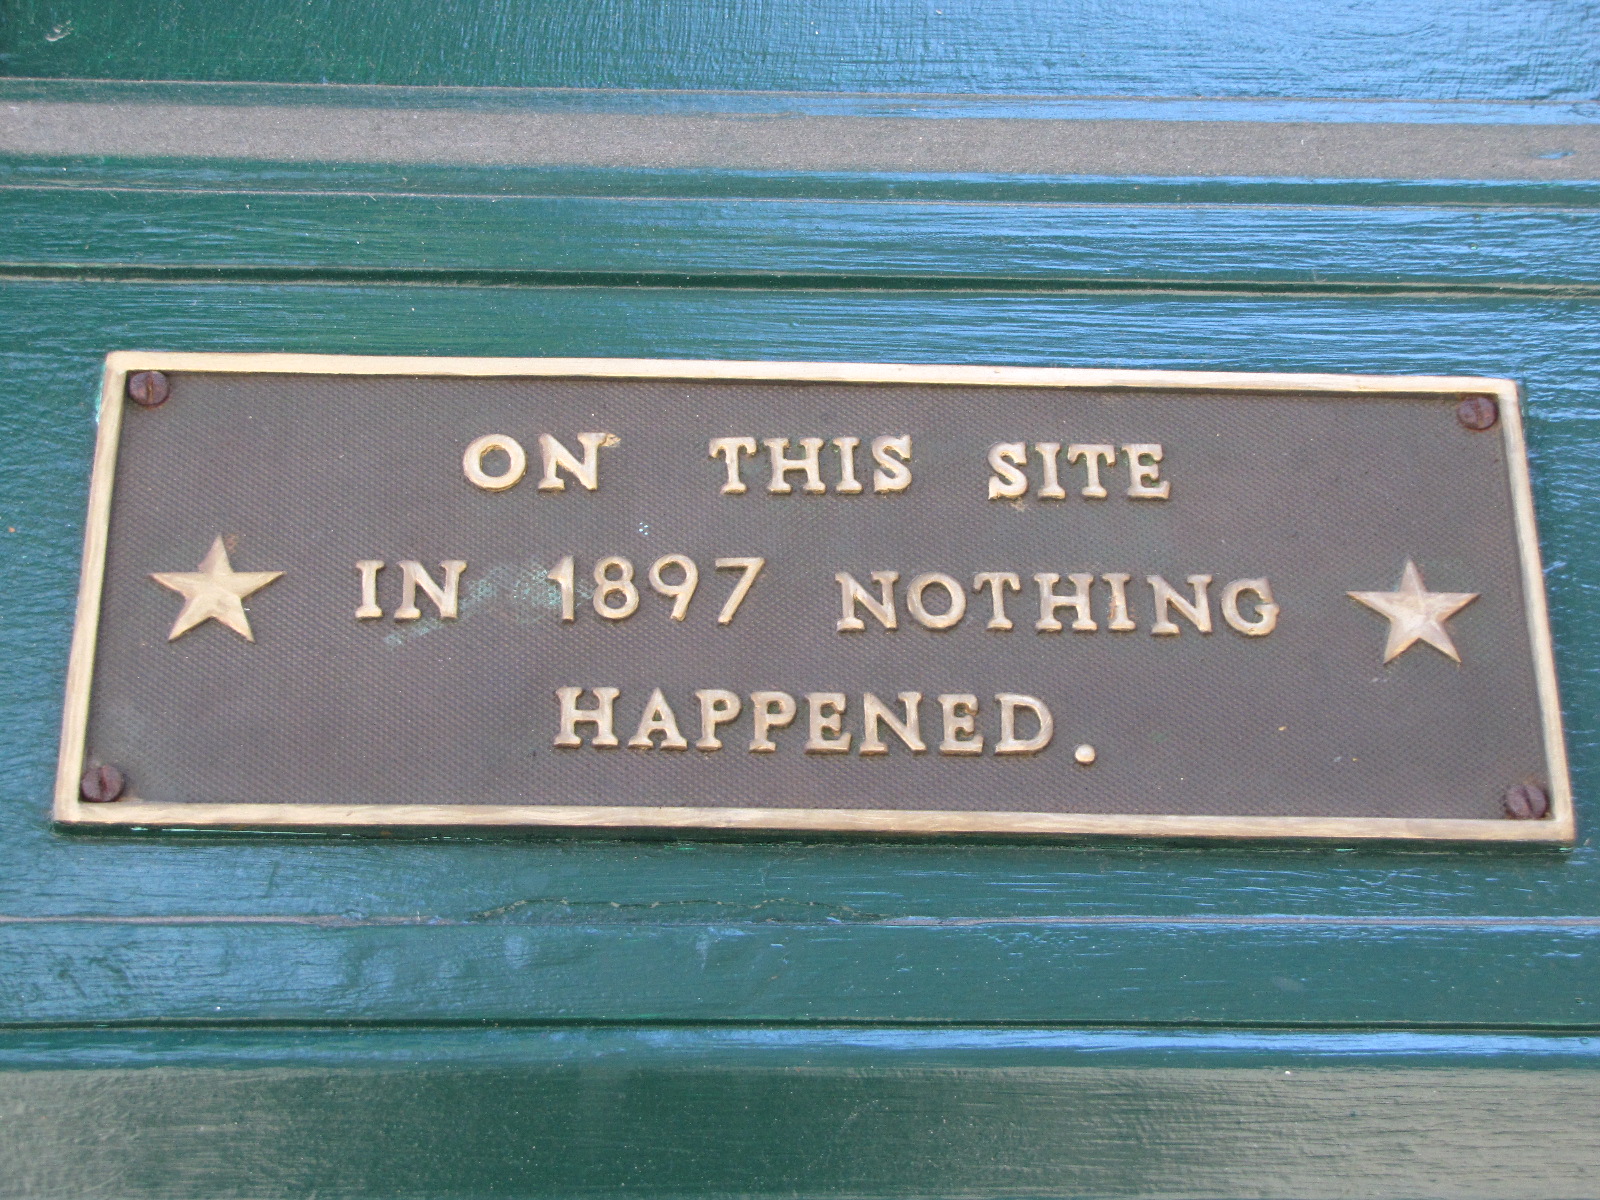 ON THIS SITE
IN 1897 NOTHING
HAPPENED.